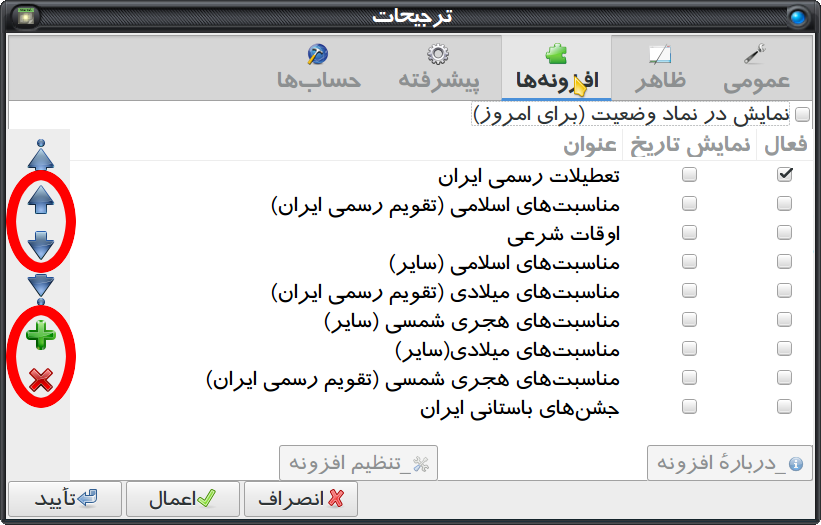 ترجیحات
عمومی ظاهر افزونه‌ها پیشرفته حساب‌ها
نمایش در نماد وضعیت (برای امروز)
فعال نمایش تاریخ عنوان
تعطیلات رسمی ایران
مناسبت‌های اسلامی (تقویم رسمی ایران)
اوقات شرعی
مناسبت‌های اسلامی (سایر)
مناسبت‌های میلادی (تقویم رسمی ایران)
مناسبت‌های هجری شمسی (سایر)
مناسبت‌های میلادی(سایر)
مناسبت‌های هجری شمسی (تقویم رسمی ایران)
جشن‌های باستانی ایران
_دربارهٔ افزونه _تنظیم افزونه
انصراف اعمال تأیید